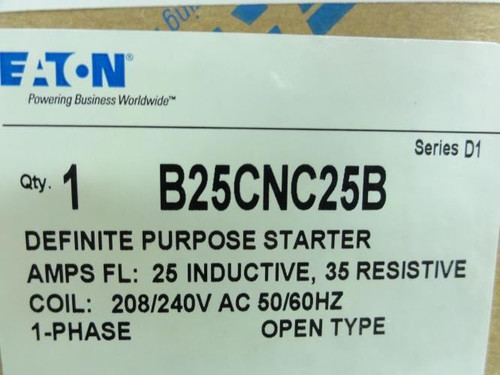 EATON
Powering Business Worldwide™
Series D1
Qty. 1 B25CNC25B
DEFINITE PURPOSE STARTER
AMPS FL: 25 INDUCTIVE, 35 RESISTIVE
COIL: 208/240V AC 50/60HZ
1-PHASE OPEN TYPE